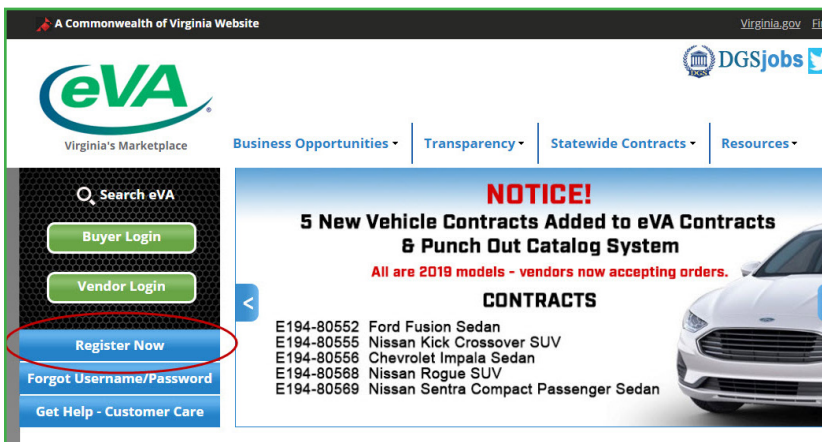 A Commonwealth of Virginia Website
Virginia.gov
DGS
DGSjobs
eVA
Virginia's Marketplace
Business Opportunities
Transparency
Statewide Contracts
Resources
Search eVA
Buyer Login
Vendor Login
Register Now
Forgot Username/Password
Get Help - Customer Care
NOTICE!
5 New Vehicle Contracts Added to eVA Contracts
& Punch Out Catalog System
All are 2019 models - vendors now accepting orders.
CONTRACTS
E194-80552 Ford Fusion Sedan
E194-80555 Nissan Kick Crossover SUV
E194-80556 Chevrolet Impala Sedan
E194-80568 Nissan Rogue SUV
E194-80569 Nissan Sentra Compact Passenger Sedan